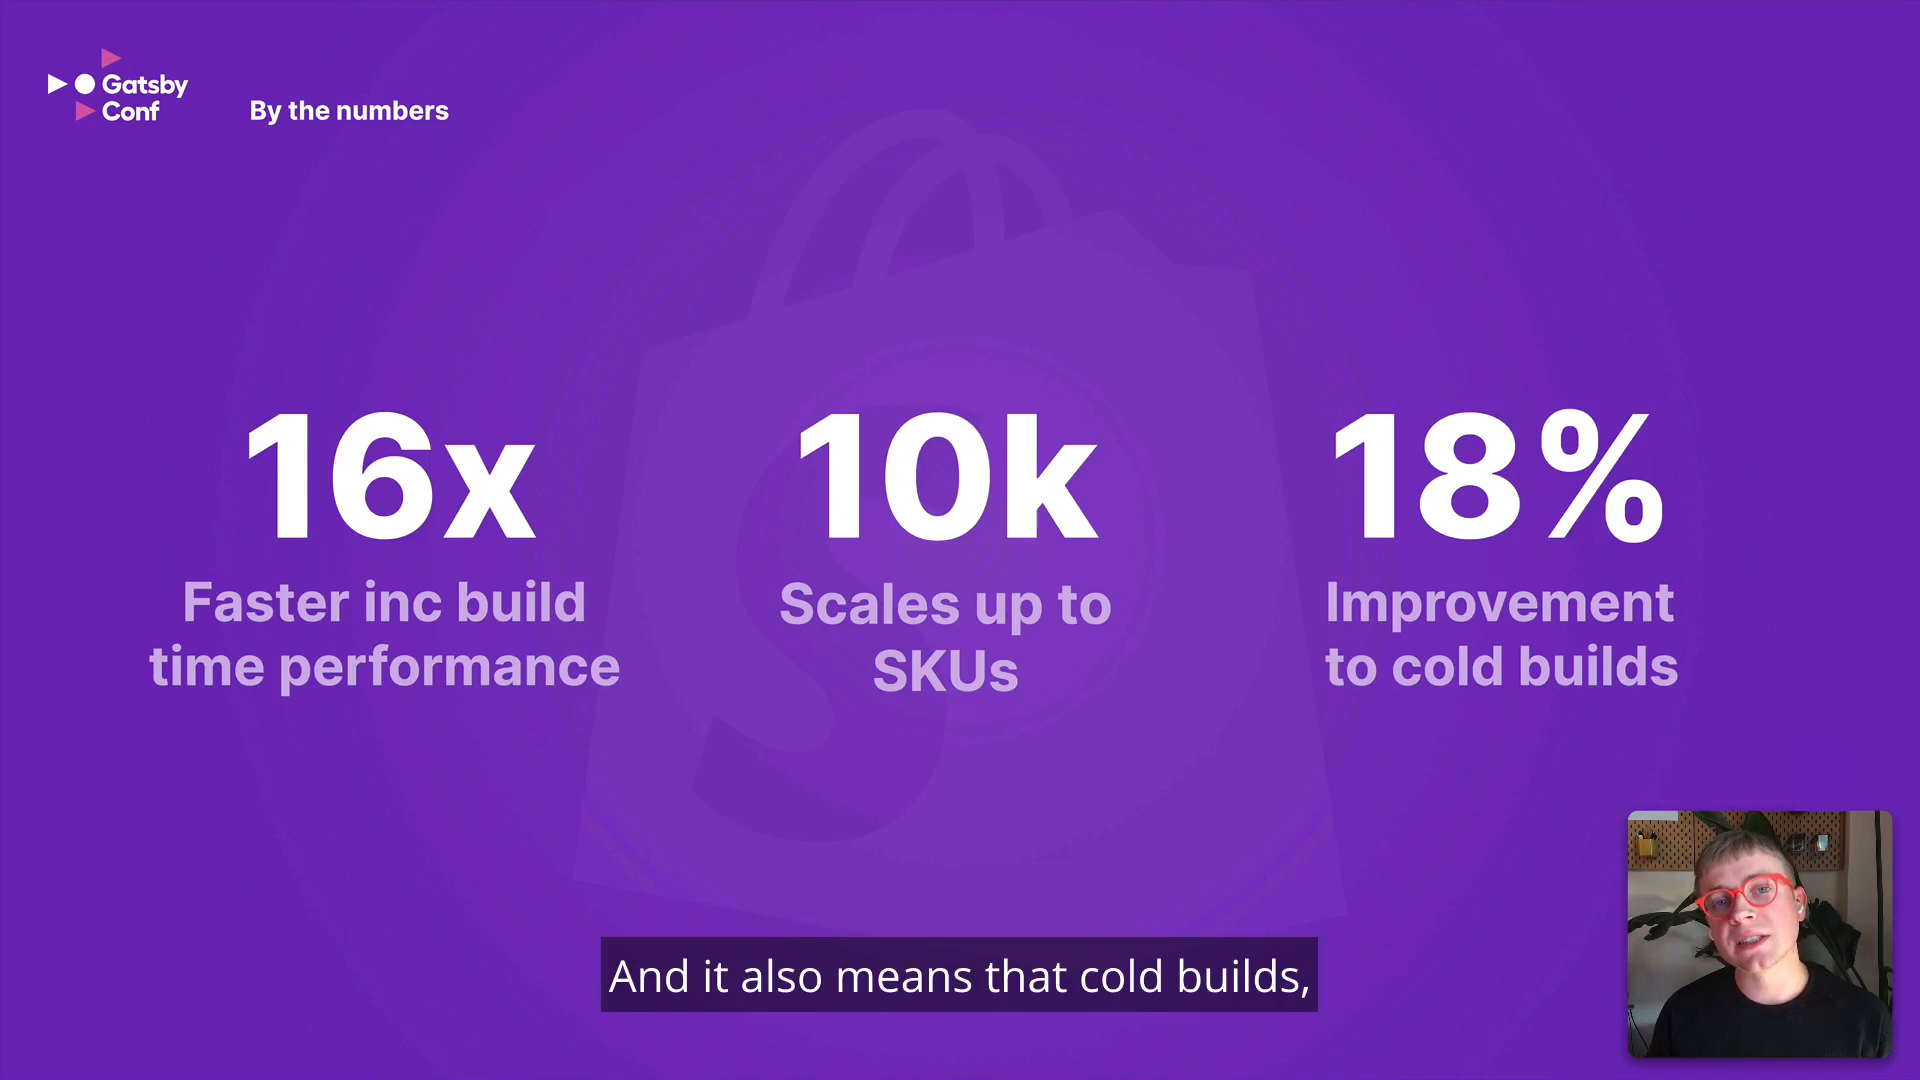 Gatsby
Conf
By the numbers
16x
Faster inc build
time performance
10k
Scales up to
SKUs
18%
Improvement
to cold builds
And it also means that cold builds,